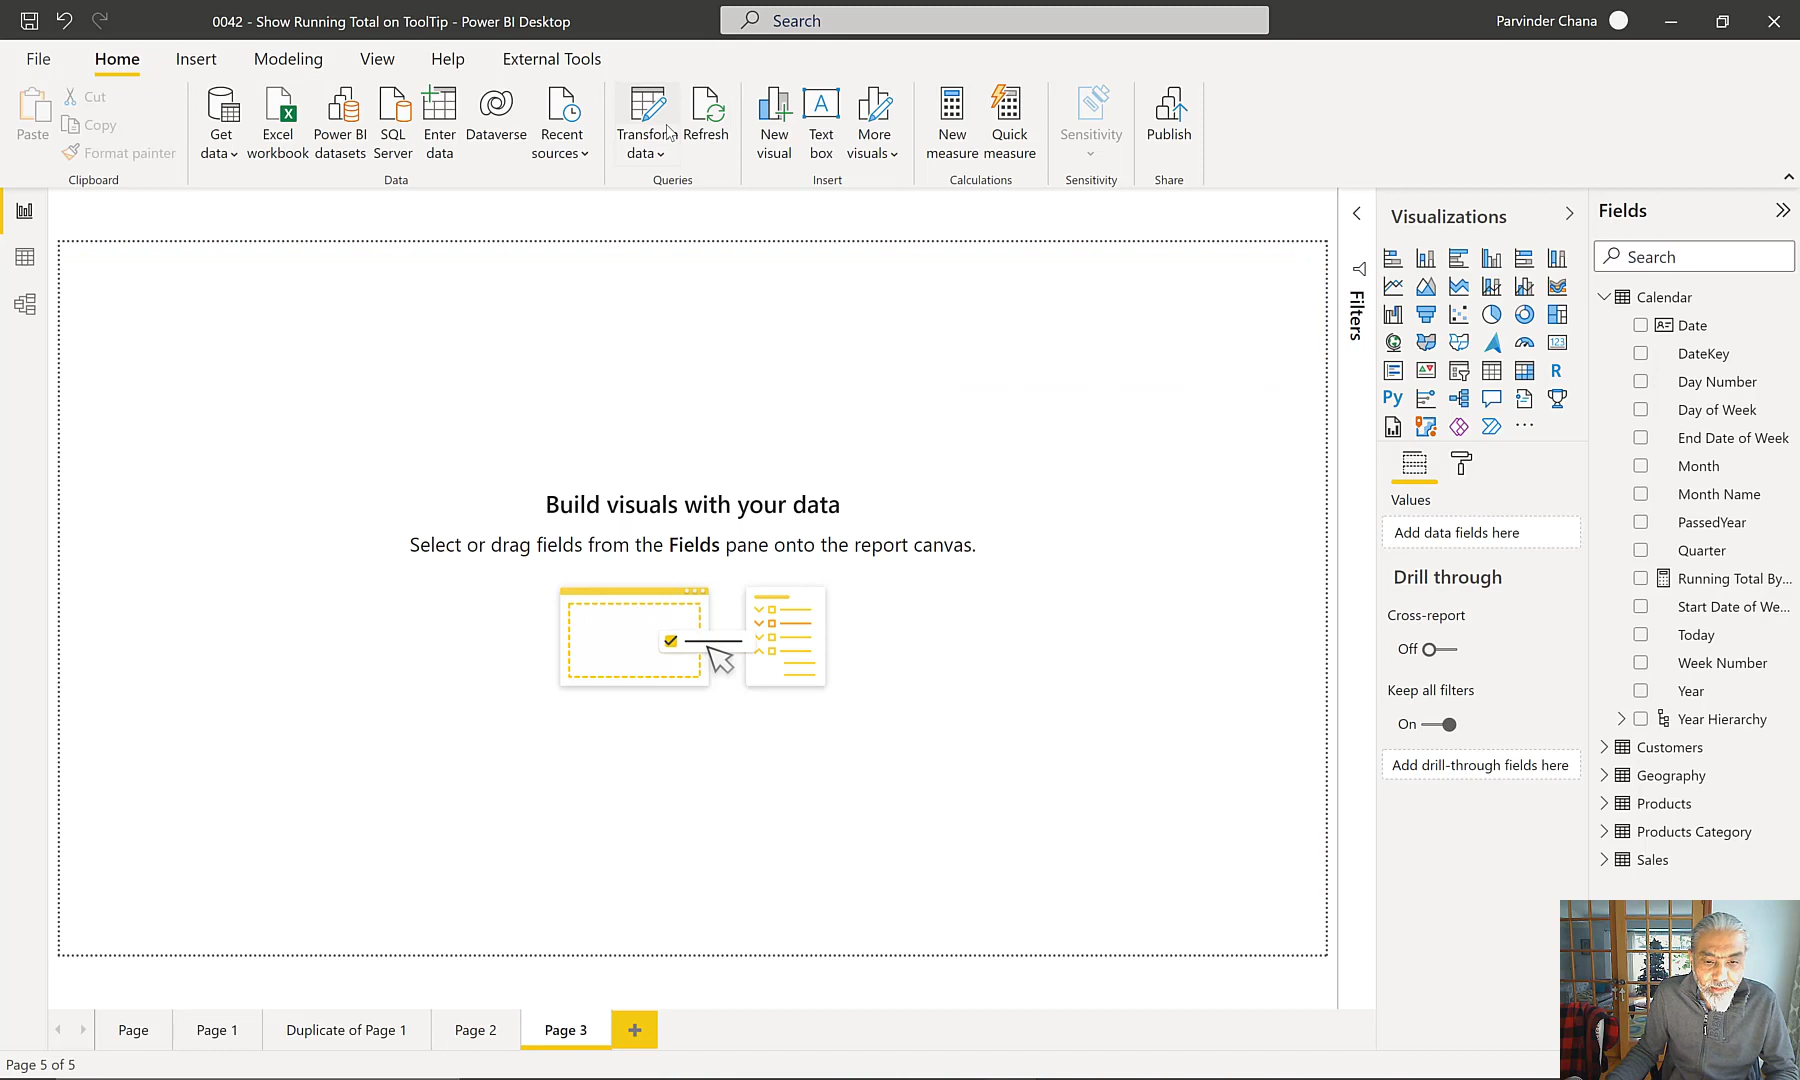 0042 - Show Running Total on ToolTip - Power BI Desktop
Search
Parvinder Chana
File
Home
Insert
Modeling
View
Help
External Tools
Paste
Cut
Copy
Format painter
Clipboard
Get data
Excel workbook
Power BI datasets
SQL Server
Enter data
Dataverse
Recent sources
Data
Transform data
Refresh
Queries
New visual
Text box
More visuals
Insert
New measure
Quick measure
Calculations
Sensitivity
Sensitivity
Publish
Share
Build visuals with your data
Select or drag fields from the Fields pane onto the report canvas.
Filters
Visualizations
123
R
Py
Values
Add data fields here
Drill through
Cross-report
Off
Keep all filters
On
Add drill-through fields here
Fields
Search
Calendar
Date
DateKey
Day Number
Day of Week
End Date of Week
Month
Month Name
PassedYear
Quarter
Running Total By...
Start Date of We...
Today
Week Number
Year
Year Hierarchy
Customers
Geography
Products
Products Category
Sales
Page
Page 1
Duplicate of Page 1
Page 2
Page 3
Page 5 of 5